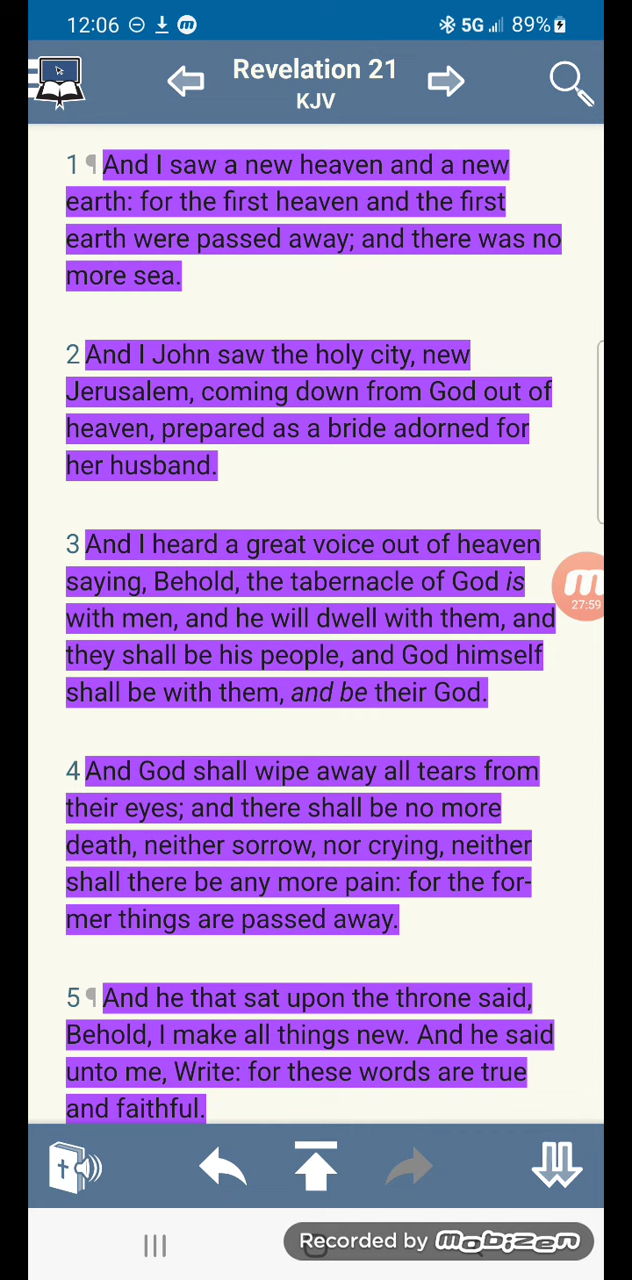 12:06
5G 89%
Revelation 21
KJV
1 ¶ And I saw a new heaven and a new
earth: for the first heaven and the first
earth were passed away; and there was no
more sea.
2 And I John saw the holy city, new
Jerusalem, coming down from God out of
heaven, prepared as a bride adorned for
her husband.
3 And I heard a great voice out of heaven
saying, Behold, the tabernacle of God is
with men, and he will dwell with them, and
they shall be his people, and God himself
shall be with them, and be their God.
m
27:59
4 And God shall wipe away all tears from
their eyes; and there shall be no more
death, neither sorrow, nor crying, neither
shall there be any more pain: for the for-
mer things are passed away.
5 ¶ And he that sat upon the throne said,
Behold, I make all things new. And he said
unto me, Write: for these words are true
and faithful.
Recorded by mobizen